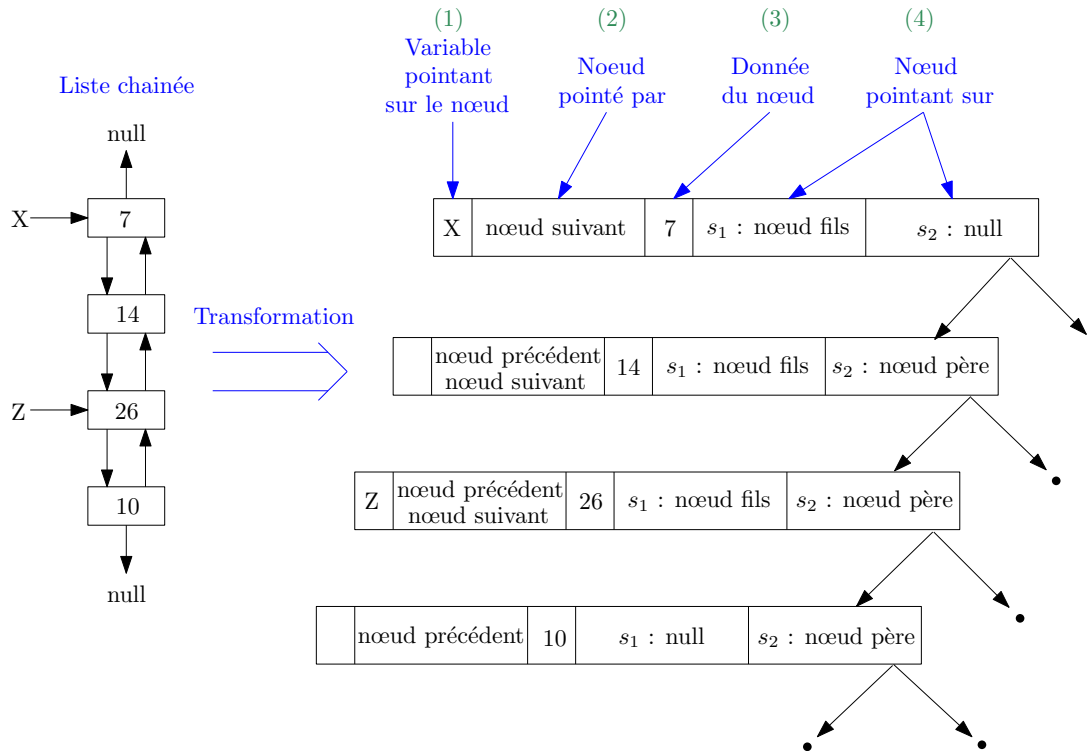 (1)
(2)
(3)
(4)
Variable
pointant
sur le nœud
Noeud
pointé par
Donnée
du nœud
Nœud
pointant sur
Liste chainée
null
X
7
14
Z
26
10
null
Transformation
X
nœud suivant
7
s₁ : nœud fils
s₂ : null
nœud précédent
nœud suivant
14
s₁ : nœud fils
s₂ : nœud père
Z
nœud précédent
nœud suivant
26
s₁ : nœud fils
s₂ : nœud père
nœud précédent
10
s₁ : null
s₂ : nœud père